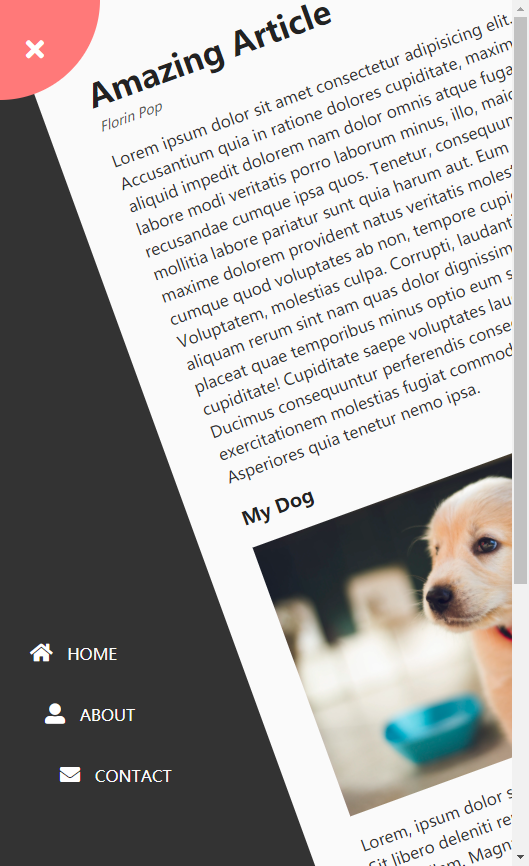 Amazing Article
Florin Pop
Lorem ipsum dolor sit amet consectetur adipisicing elit.
Accusantium quia in ratione dolores cupiditate, maxim
aliquid impedit dolorem nam dolor omnis atque fuga
labore modi veritatis porro laborum minus, illo, maio
recusandae cumque ipsa quos. Tenetur, consequun
mollitia labore pariatur sunt quia harum aut. Eum
maxime dolorem provident natus veritatis molest
cumque quod voluptates ab non, tempore cupi
Voluptatem, molestias culpa. Corrupti, laudanti
aliquam rerum sint nam quas dolor dignissim
placeat quae temporibus minus optio eum s
cupiditate! Cupiditate saepe voluptates lau
Ducimus consequuntur perferendis conse
exercitationem molestias fugiat commod
Asperiores quia tenetur nemo ipsa.
My Dog
Lorem, ipsum dolor s
Sit libero deleniti re
Magn
HOME
ABOUT
CONTACT